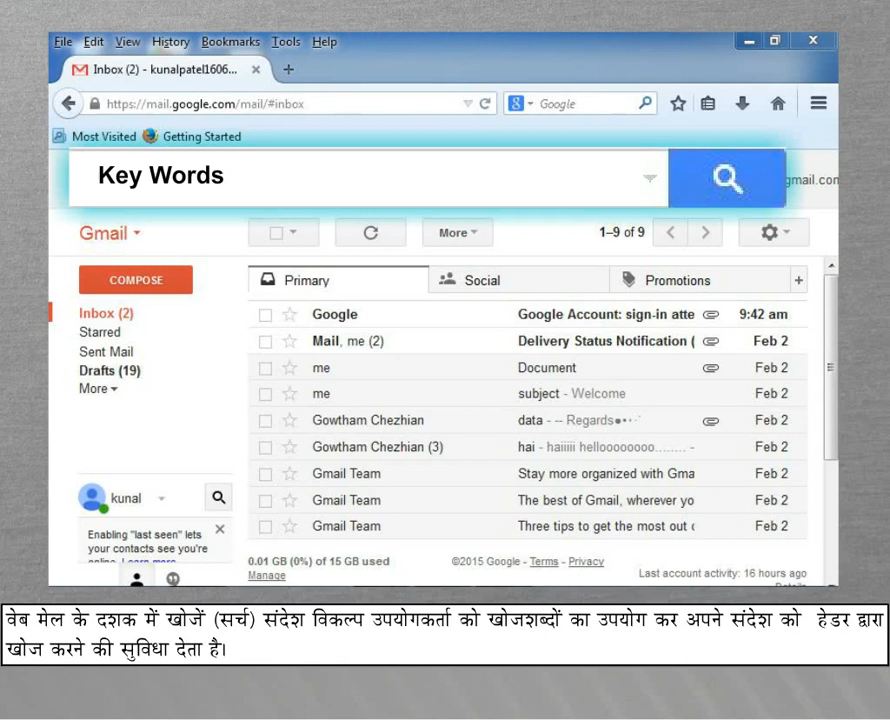 File Edit View History Bookmarks Tools Help
Inbox (2) - kunalpatel1606... × +
https://mail.google.com/mail/#inbox Google
Most Visited Getting Started
Key Words
gmail.com
Gmail More 1–9 of 9
COMPOSE Primary Social Promotions +
Inbox (2) Google Google Account: sign-in atte 9:42 am
Starred Mail, me (2) Delivery Status Notification ( Feb 2
Sent Mail me Document Feb 2
Drafts (19) me subject - Welcome Feb 2
More Gowtham Chezhian data - -- Regards Feb 2
Gowtham Chezhian (3) hai - haiiiii hellooooooooo........ - Feb 2
Gmail Team Stay more organized with Gma Feb 2
kunal Gmail Team The best of Gmail, wherever yo Feb 2
Gmail Team Three tips to get the most out Feb 2
Enabling "last seen" lets
your contacts see you're
online. Learn more
0.01 GB (0%) of 15 GB used ©2015 Google - Terms - Privacy
Manage Last account activity: 16 hours ago
Details
वेब मेल के दशक में खोजें (सर्च) संदेश विकल्प उपयोगकर्ता को खोजशब्दों का उपयोग कर अपने संदेश को हेडर द्वारा
खोज करने की सुविधा देता है।